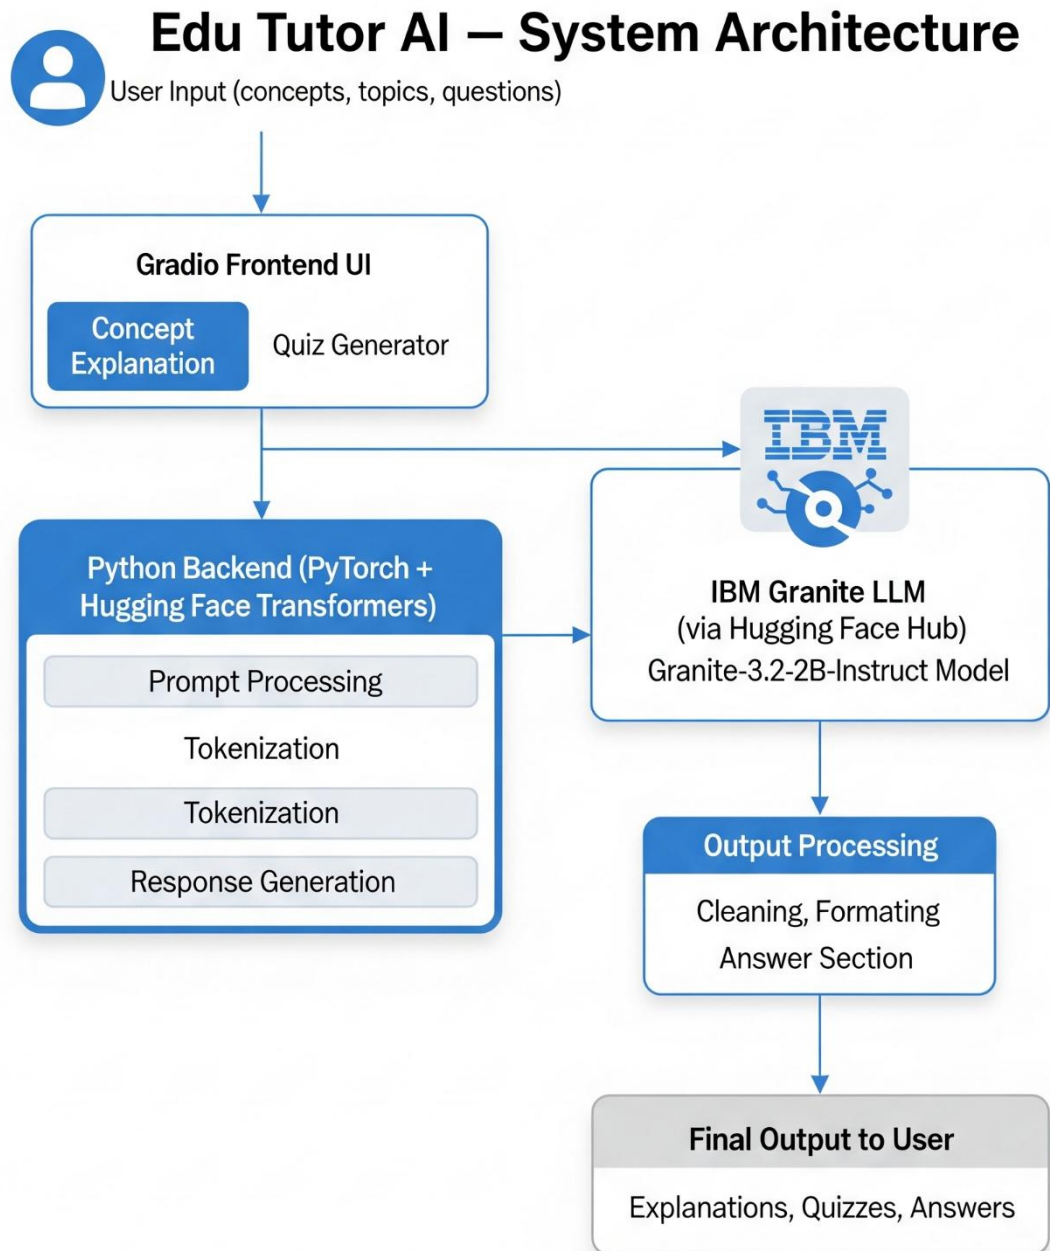 Edu Tutor AI – System Architecture
User Input (concepts, topics, questions)
Gradio Frontend UI
Concept
Explanation
Quiz Generator
IBM
Python Backend (PyTorch +
Hugging Face Transformers)
Prompt Processing
Tokenization
Tokenization
Response Generation
IBM Granite LLM
(via Hugging Face Hub)
Granite-3.2-2B-Instruct Model
Output Processing
Cleaning, Formating
Answer Section
Final Output to User
Explanations, Quizzes, Answers